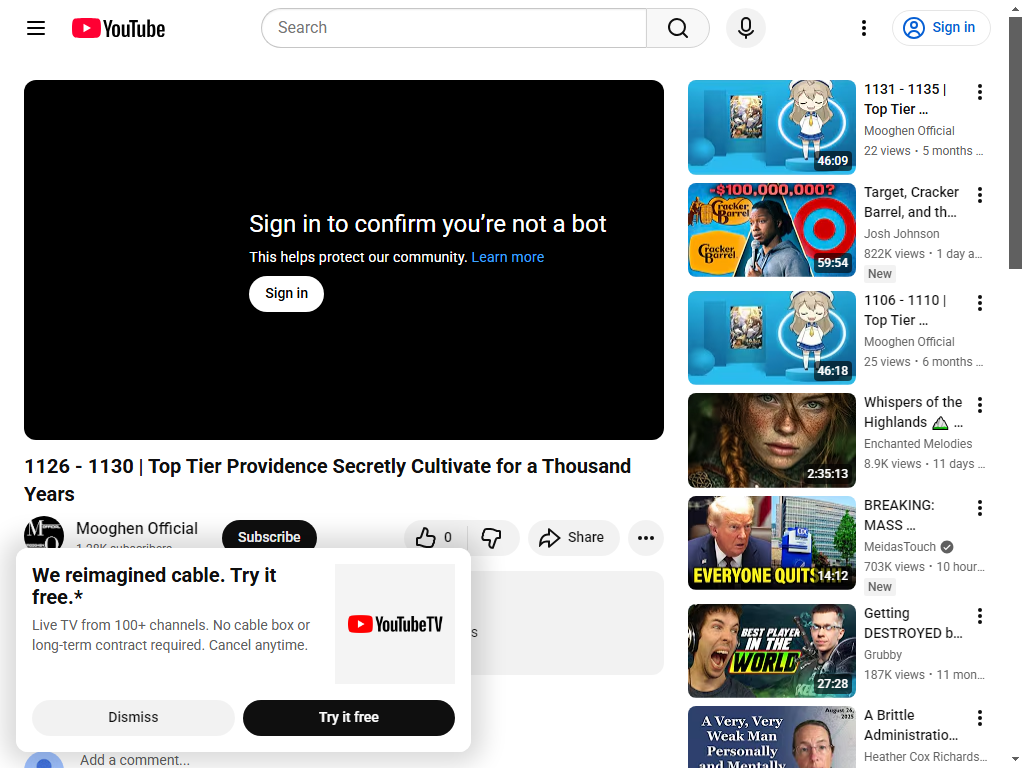 YouTube
Search
Sign in
Sign in to confirm you’re not a bot
This helps protect our community. Learn more
Sign in
1126 - 1130 | Top Tier Providence Secretly Cultivate for a Thousand
Years
Mooghen Official
Subscribe
0
Share
We reimagined cable. Try it
free.*
Live TV from 100+ channels. No cable box or
long-term contract required. Cancel anytime.
YouTubeTV
Dismiss
Try it free
Add a comment...
46:09
1131 - 1135 |
Top Tier ...
Mooghen Official
22 views • 5 months ...
-$100,000,000?
Cracker
Barrel
Cracker
Barrel
59:54
Target, Cracker
Barrel, and th...
Josh Johnson
822K views • 1 day a...
New
46:18
1106 - 1110 |
Top Tier ...
Mooghen Official
25 views • 6 months ...
2:35:13
Whispers of the
Highlands ...
Enchanted Melodies
8.9K views • 11 days ...
EVERYONE QUITS
14:12
BREAKING:
MASS ...
MeidasTouch
703K views • 10 hour...
New
BEST PLAYER
IN THE
WORLD
27:28
Getting
DESTROYED b...
Grubby
187K views • 11 mon...
August 26,
2025
A Very, Very
Weak Man
Personally
and Mentally
A Brittle
Administratio...
Heather Cox Richards...